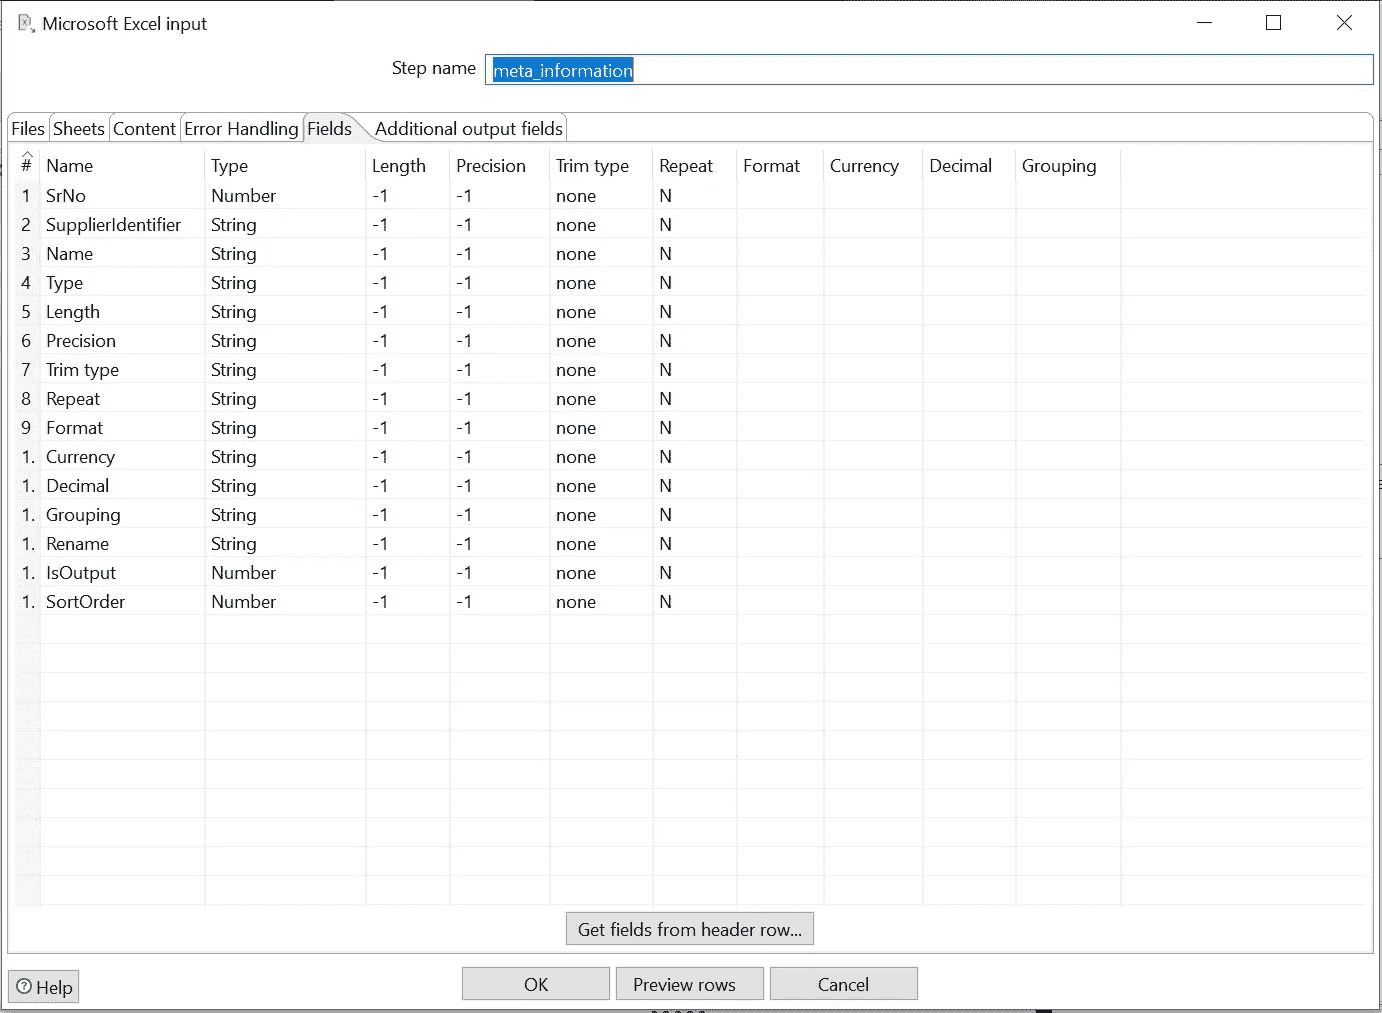 Microsoft Excel input
Step name meta_information
Files Sheets Content Error Handling Fields Additional output fields
# Name Type Length Precision Trim type Repeat Format Currency Decimal Grouping
1 SrNo Number -1 -1 none N
2 SupplierIdentifier String -1 -1 none N
3 Name String -1 -1 none N
4 Type String -1 -1 none N
5 Length String -1 -1 none N
6 Precision String -1 -1 none N
7 Trim type String -1 -1 none N
8 Repeat String -1 -1 none N
9 Format String -1 -1 none N
1. Currency String -1 -1 none N
1. Decimal String -1 -1 none N
1. Grouping String -1 -1 none N
1. Rename String -1 -1 none N
1. IsOutput Number -1 -1 none N
1. SortOrder Number -1 -1 none N
Get fields from header row...
Help OK Preview rows Cancel